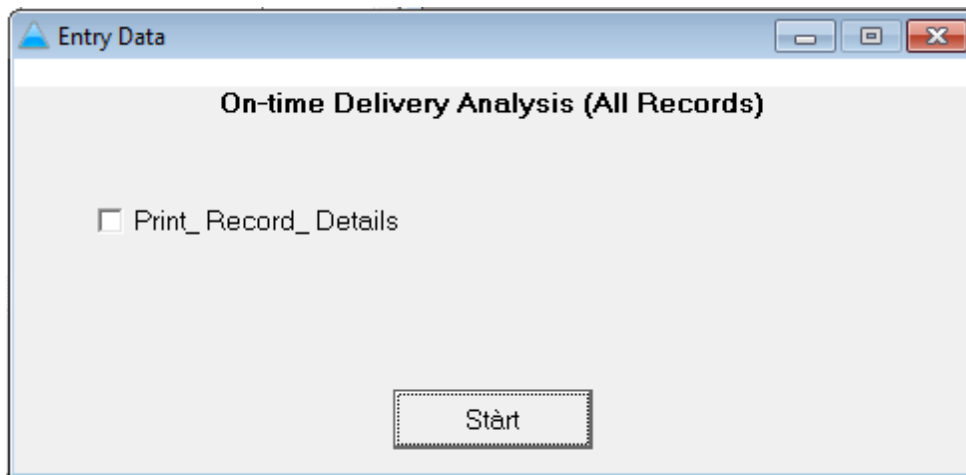 Entry Data
On-time Delivery Analysis (All Records)
Print_ Record_ Details
Stàrt